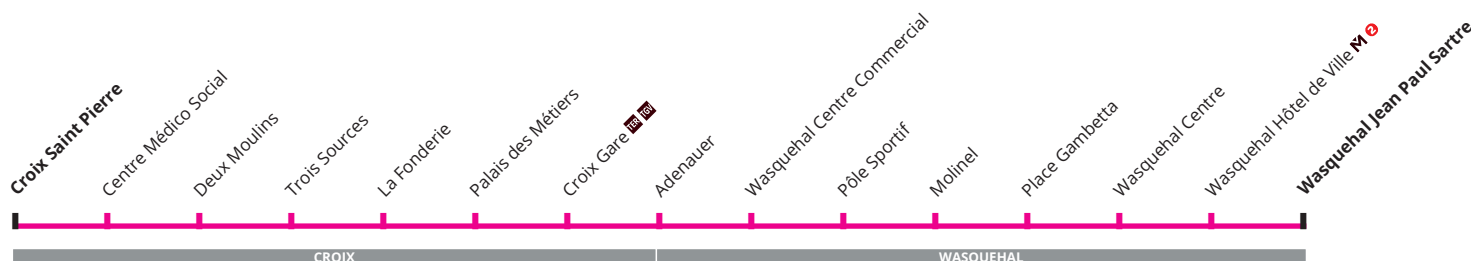 Croix Saint Pierre
Centre Médico Social
Deux Moulins
Trois Sources
La Fonderie
Palais des Métiers
Croix Gare TER TGV
Adenauer
Wasquehal Centre Commercial
Pôle Sportif
Molinel
Place Gambetta
Wasquehal Centre
Wasquehal Hôtel de Ville M 2
Wasquehal Jean Paul Sartre
CROIX
WASQUEHAL